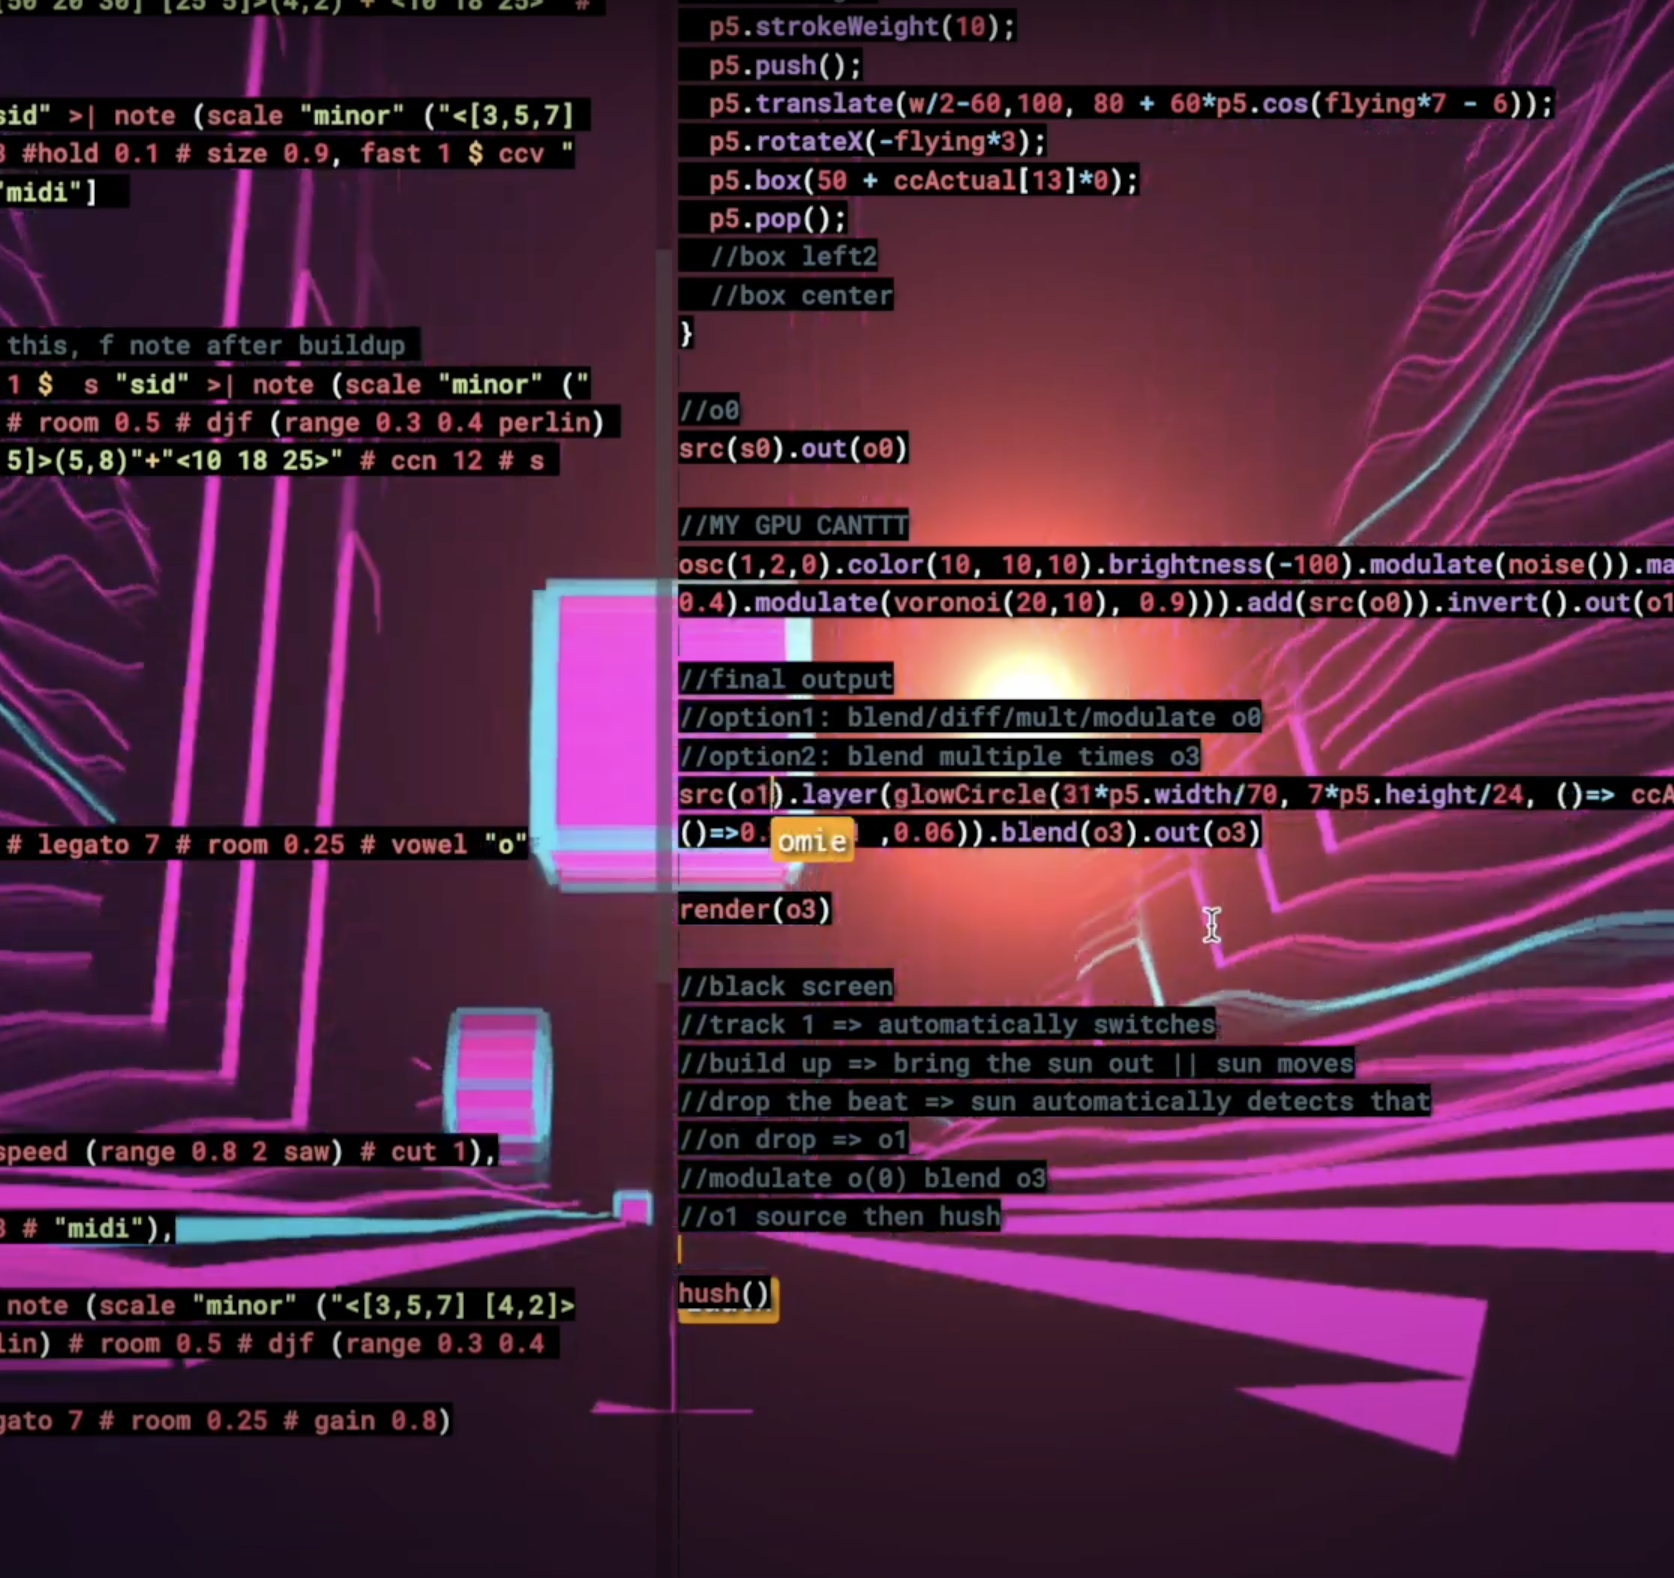 50 20 30] [25 5]>(4,2) + <10 18 25> #
sid" >| note (scale "minor" ("<[3,5,7]
#hold 0.1 # size 0.9, fast 1 $ ccv "
"midi"]
this, f note after buildup
1 $ s "sid" >| note (scale "minor" ("
# room 0.5 # djf (range 0.3 0.4 perlin)
5]>(5,8)"+"<10 18 25>" # ccn 12 # s
# legato 7 # room 0.25 # vowel "o"
speed (range 0.8 2 saw) # cut 1),
# "midi"),
note (scale "minor" ("<[3,5,7] [4,2]>
lin) # room 0.5 # djf (range 0.3 0.4
gato 7 # room 0.25 # gain 0.8)
p5.strokeWeight(10);
p5.push();
p5.translate(w/2-60,100, 80 + 60*p5.cos(flying*7 - 6));
p5.rotateX(-flying*3);
p5.box(50 + ccActual[13]*0);
p5.pop();
//box left2
//box center
}
//o0
src(s0).out(o0)
//MY GPU CANTTT
osc(1,2,0).color(10, 10,10).brightness(-100).modulate(noise()).ma
0.4).modulate(voronoi(20,10), 0.9))).add(src(o0)).invert().out(o1
//final output
//option1: blend/diff/mult/modulate o0
//option2: blend multiple times o3
src(o1).layer(glowCircle(31*p5.width/70, 7*p5.height/24, ()=> ccA
()=>0. ,0.06)).blend(o3).out(o3)
omie
render(o3)
//black screen
//track 1 => automatically switches
//build up => bring the sun out || sun moves
//drop the beat => sun automatically detects that
//on drop => o1
//modulate o(0) blend o3
//o1 source then hush
hush()